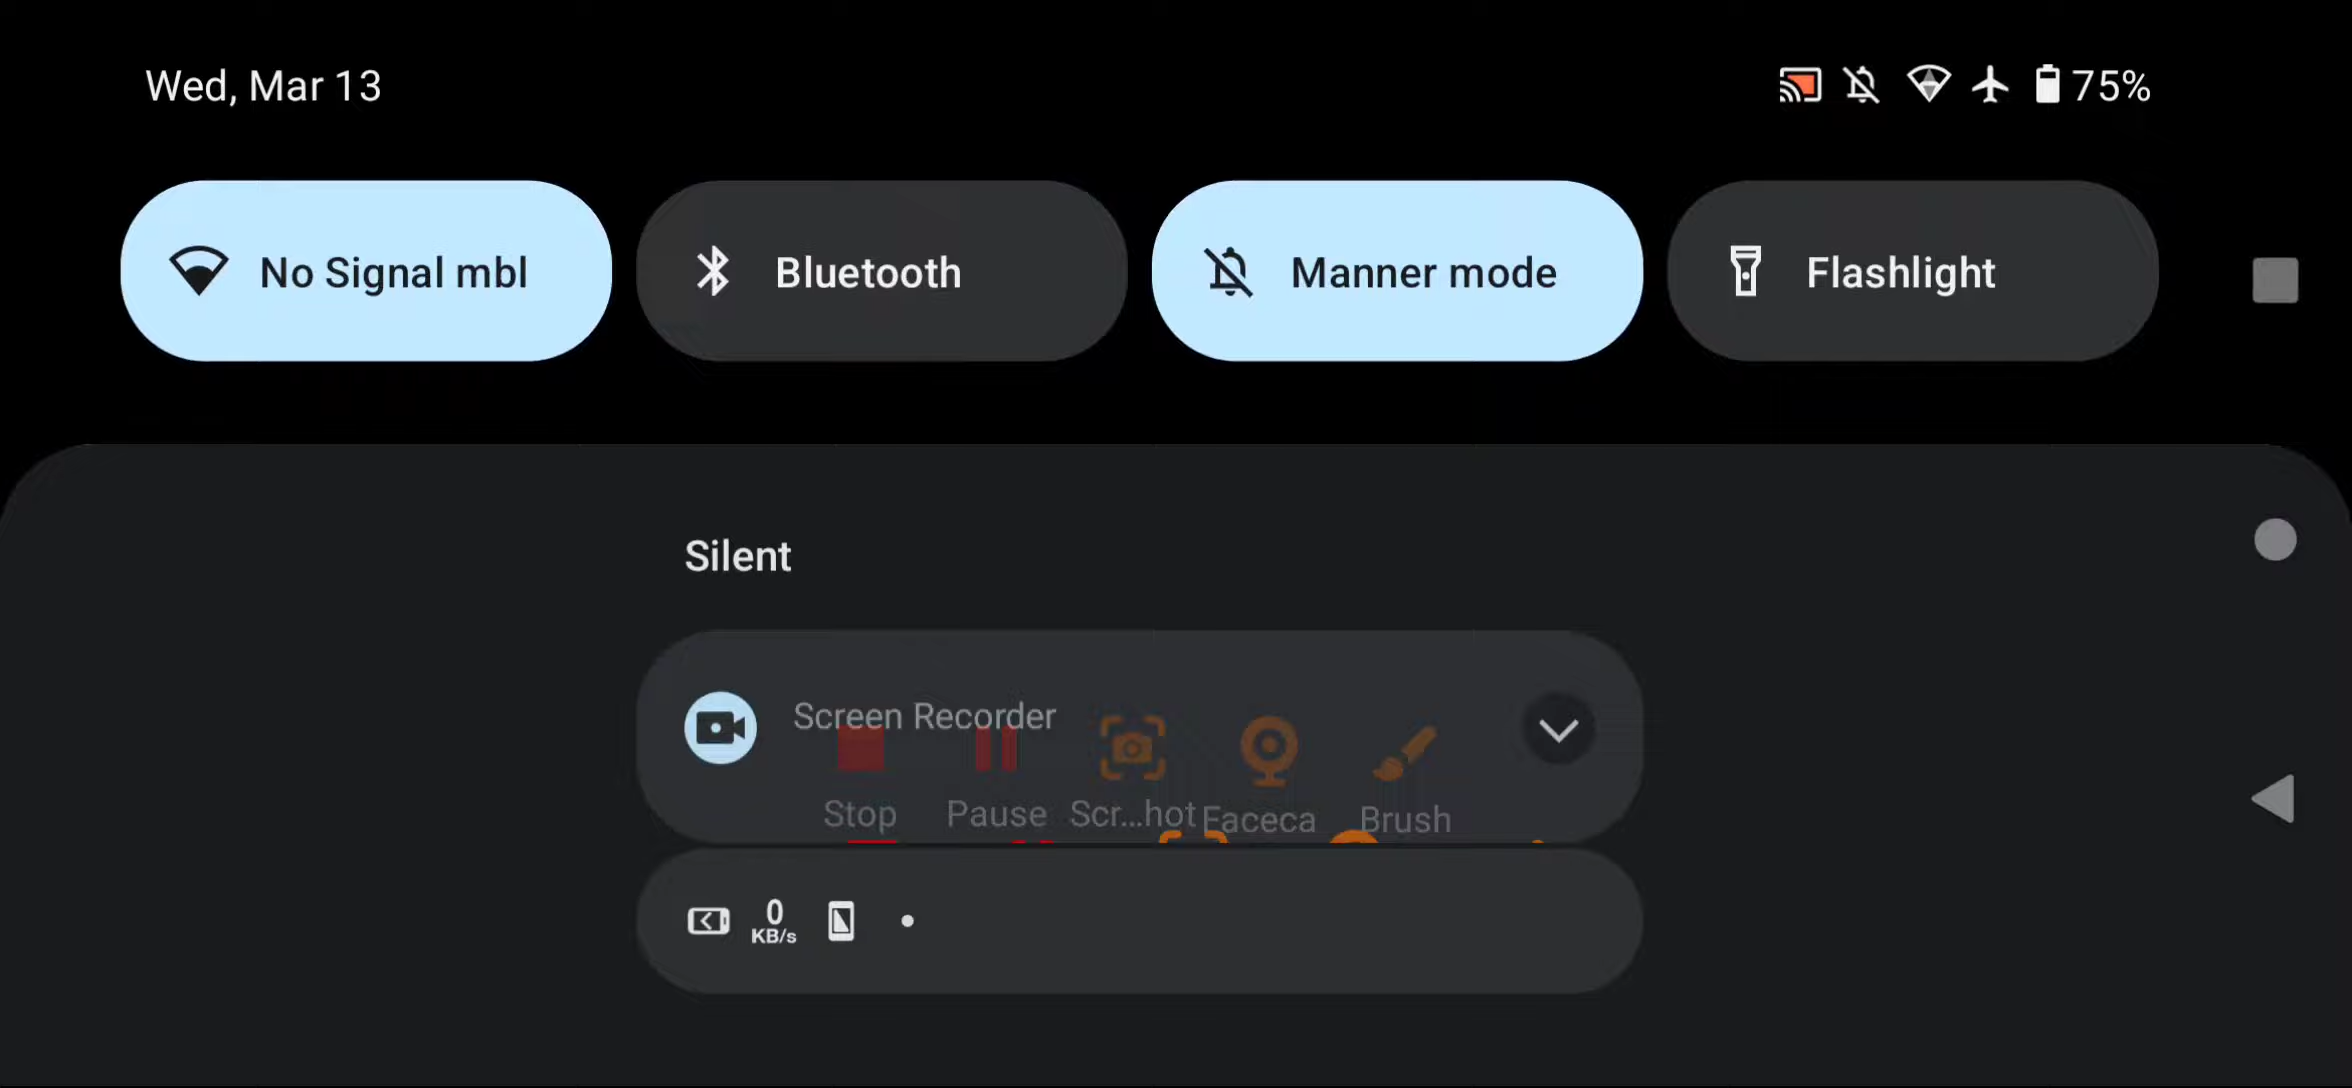 Wed, Mar 13
75%
No Signal mbl
Bluetooth
Manner mode
Flashlight
Silent
Screen Recorder
Stop
Pause
Scr...hot
Faceca
Brush
0
KB/s